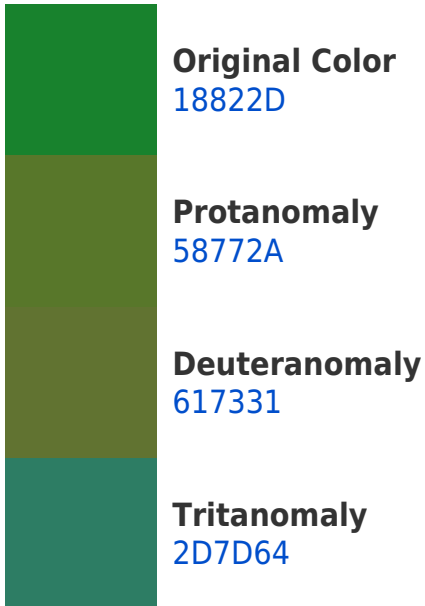 Original Color
18822D
Protanomaly
58772A
Deuteranomaly
617331
Tritanomaly
2D7D64